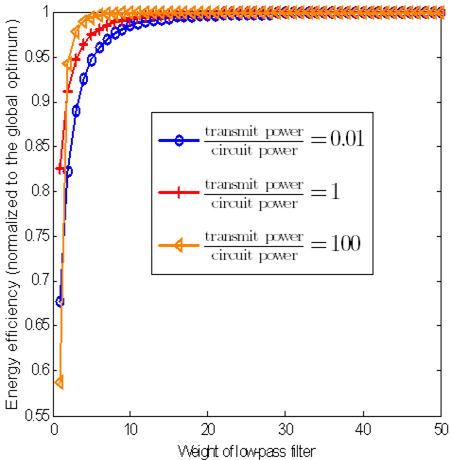 Energy efficiency (normalized to the global optimum)
1
0.95
0.9
0.85
0.8
0.75
0.7
0.65
0.6
0.55
transmit power
circuit power = 0.01
transmit power
circuit power = 1
transmit power
circuit power = 100
0 10 20 30 40 50
Weight of low-pass filter